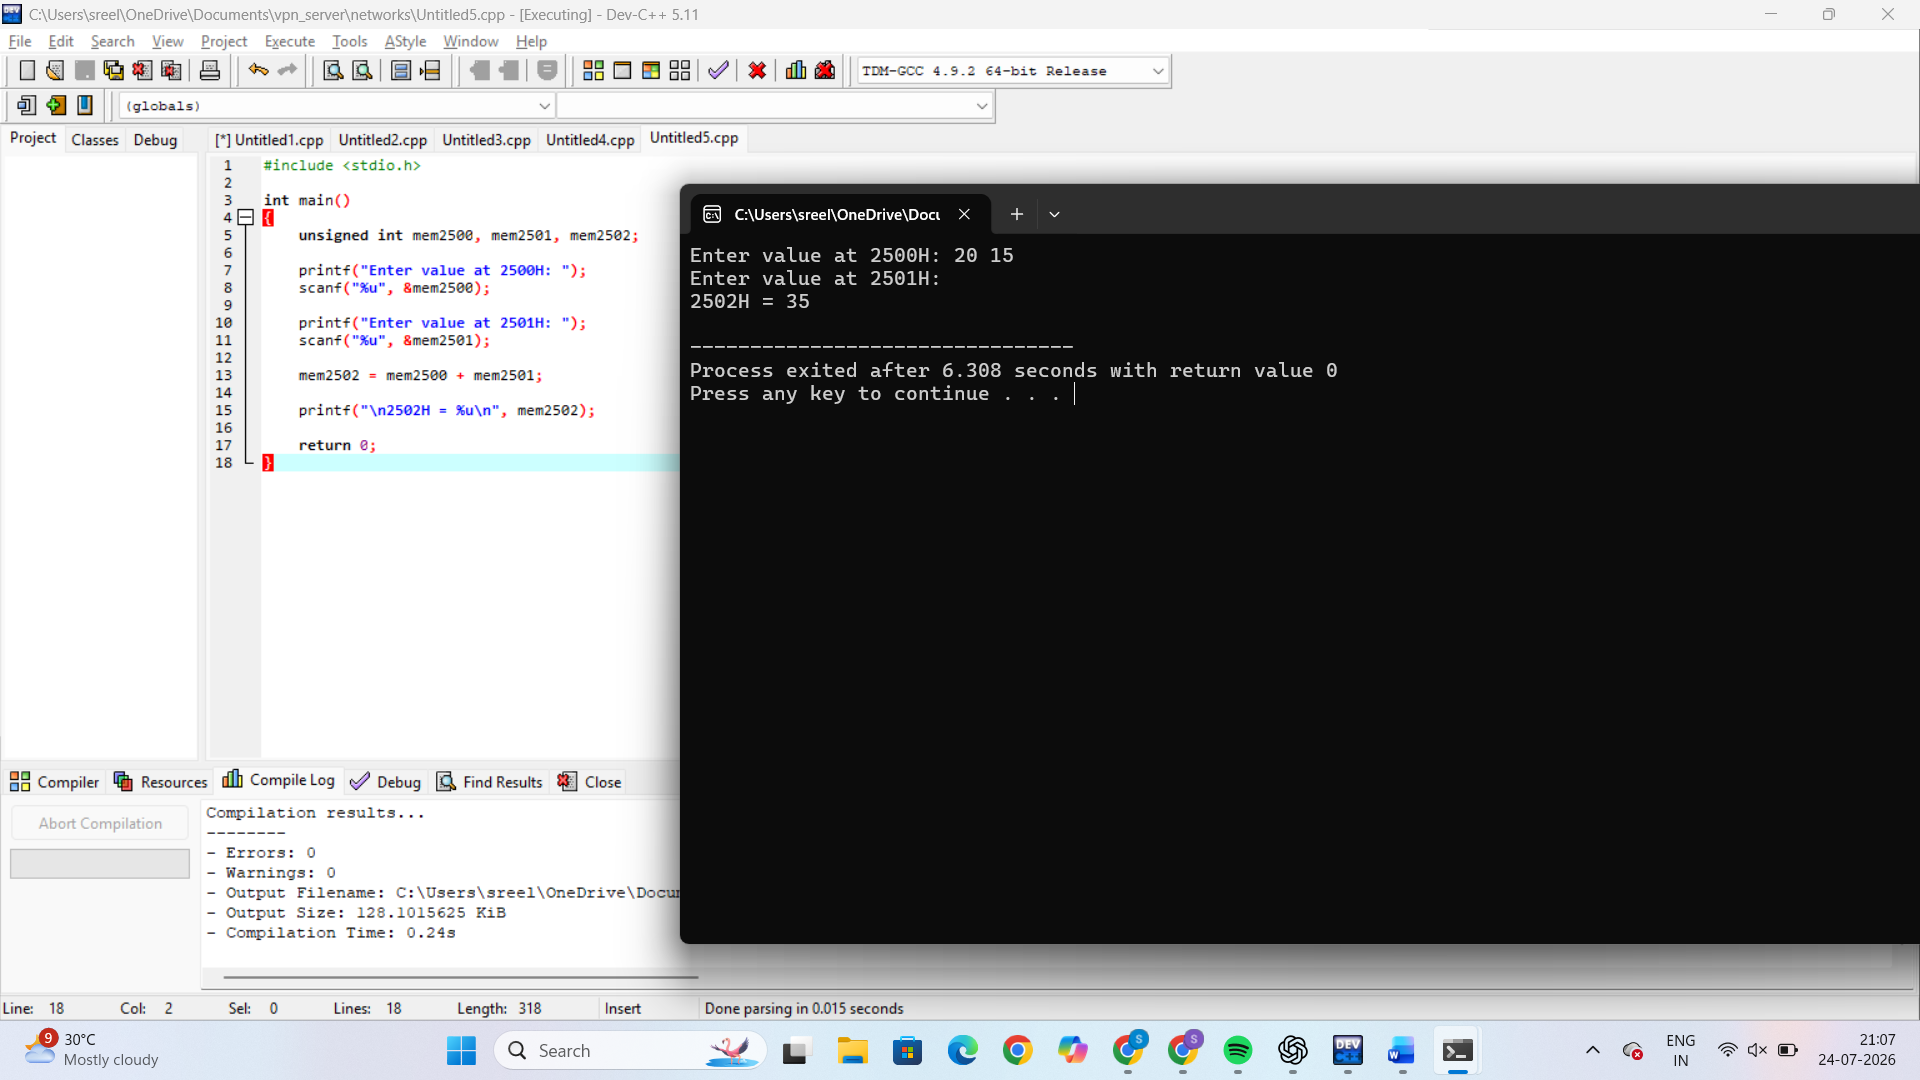 C:\Users\sreel\OneDrive\Documents\vpn_server\networks\Untitled5.cpp - [Executing] - Dev-C++ 5.11
File Edit Search View Project Execute Tools AStyle Window Help
TDM-GCC 4.9.2 64-bit Release
(globals)
Project Classes Debug
[*] Untitled1.cpp Untitled2.cpp Untitled3.cpp Untitled4.cpp Untitled5.cpp
1 #include <stdio.h>
2
3 int main()
4 {
5 unsigned int mem2500, mem2501, mem2502;
6
7 printf("Enter value at 2500H: ");
8 scanf("%u", &mem2500);
9
10 printf("Enter value at 2501H: ");
11 scanf("%u", &mem2501);
12
13 mem2502 = mem2500 + mem2501;
14
15 printf("\n2502H = %u\n", mem2502);
16
17 return 0;
18 }
C:\Users\sreel\OneDrive\Docu
Enter value at 2500H: 20 15
Enter value at 2501H:
2502H = 35
--------------------------------
Process exited after 6.308 seconds with return value 0
Press any key to continue . . .
Compiler Resources Compile Log Debug Find Results Close
Abort Compilation
Compilation results...
--------
- Errors: 0
- Warnings: 0
- Output Filename: C:\Users\sreel\OneDrive\Docum
- Output Size: 128.1015625 KiB
- Compilation Time: 0.24s
Line: 18 Col: 2 Sel: 0 Lines: 18 Length: 318 Insert Done parsing in 0.015 seconds
9
30°C
Mostly cloudy
Search
S
S
DEV
C++
W
ENG
IN
21:07
24-07-2026